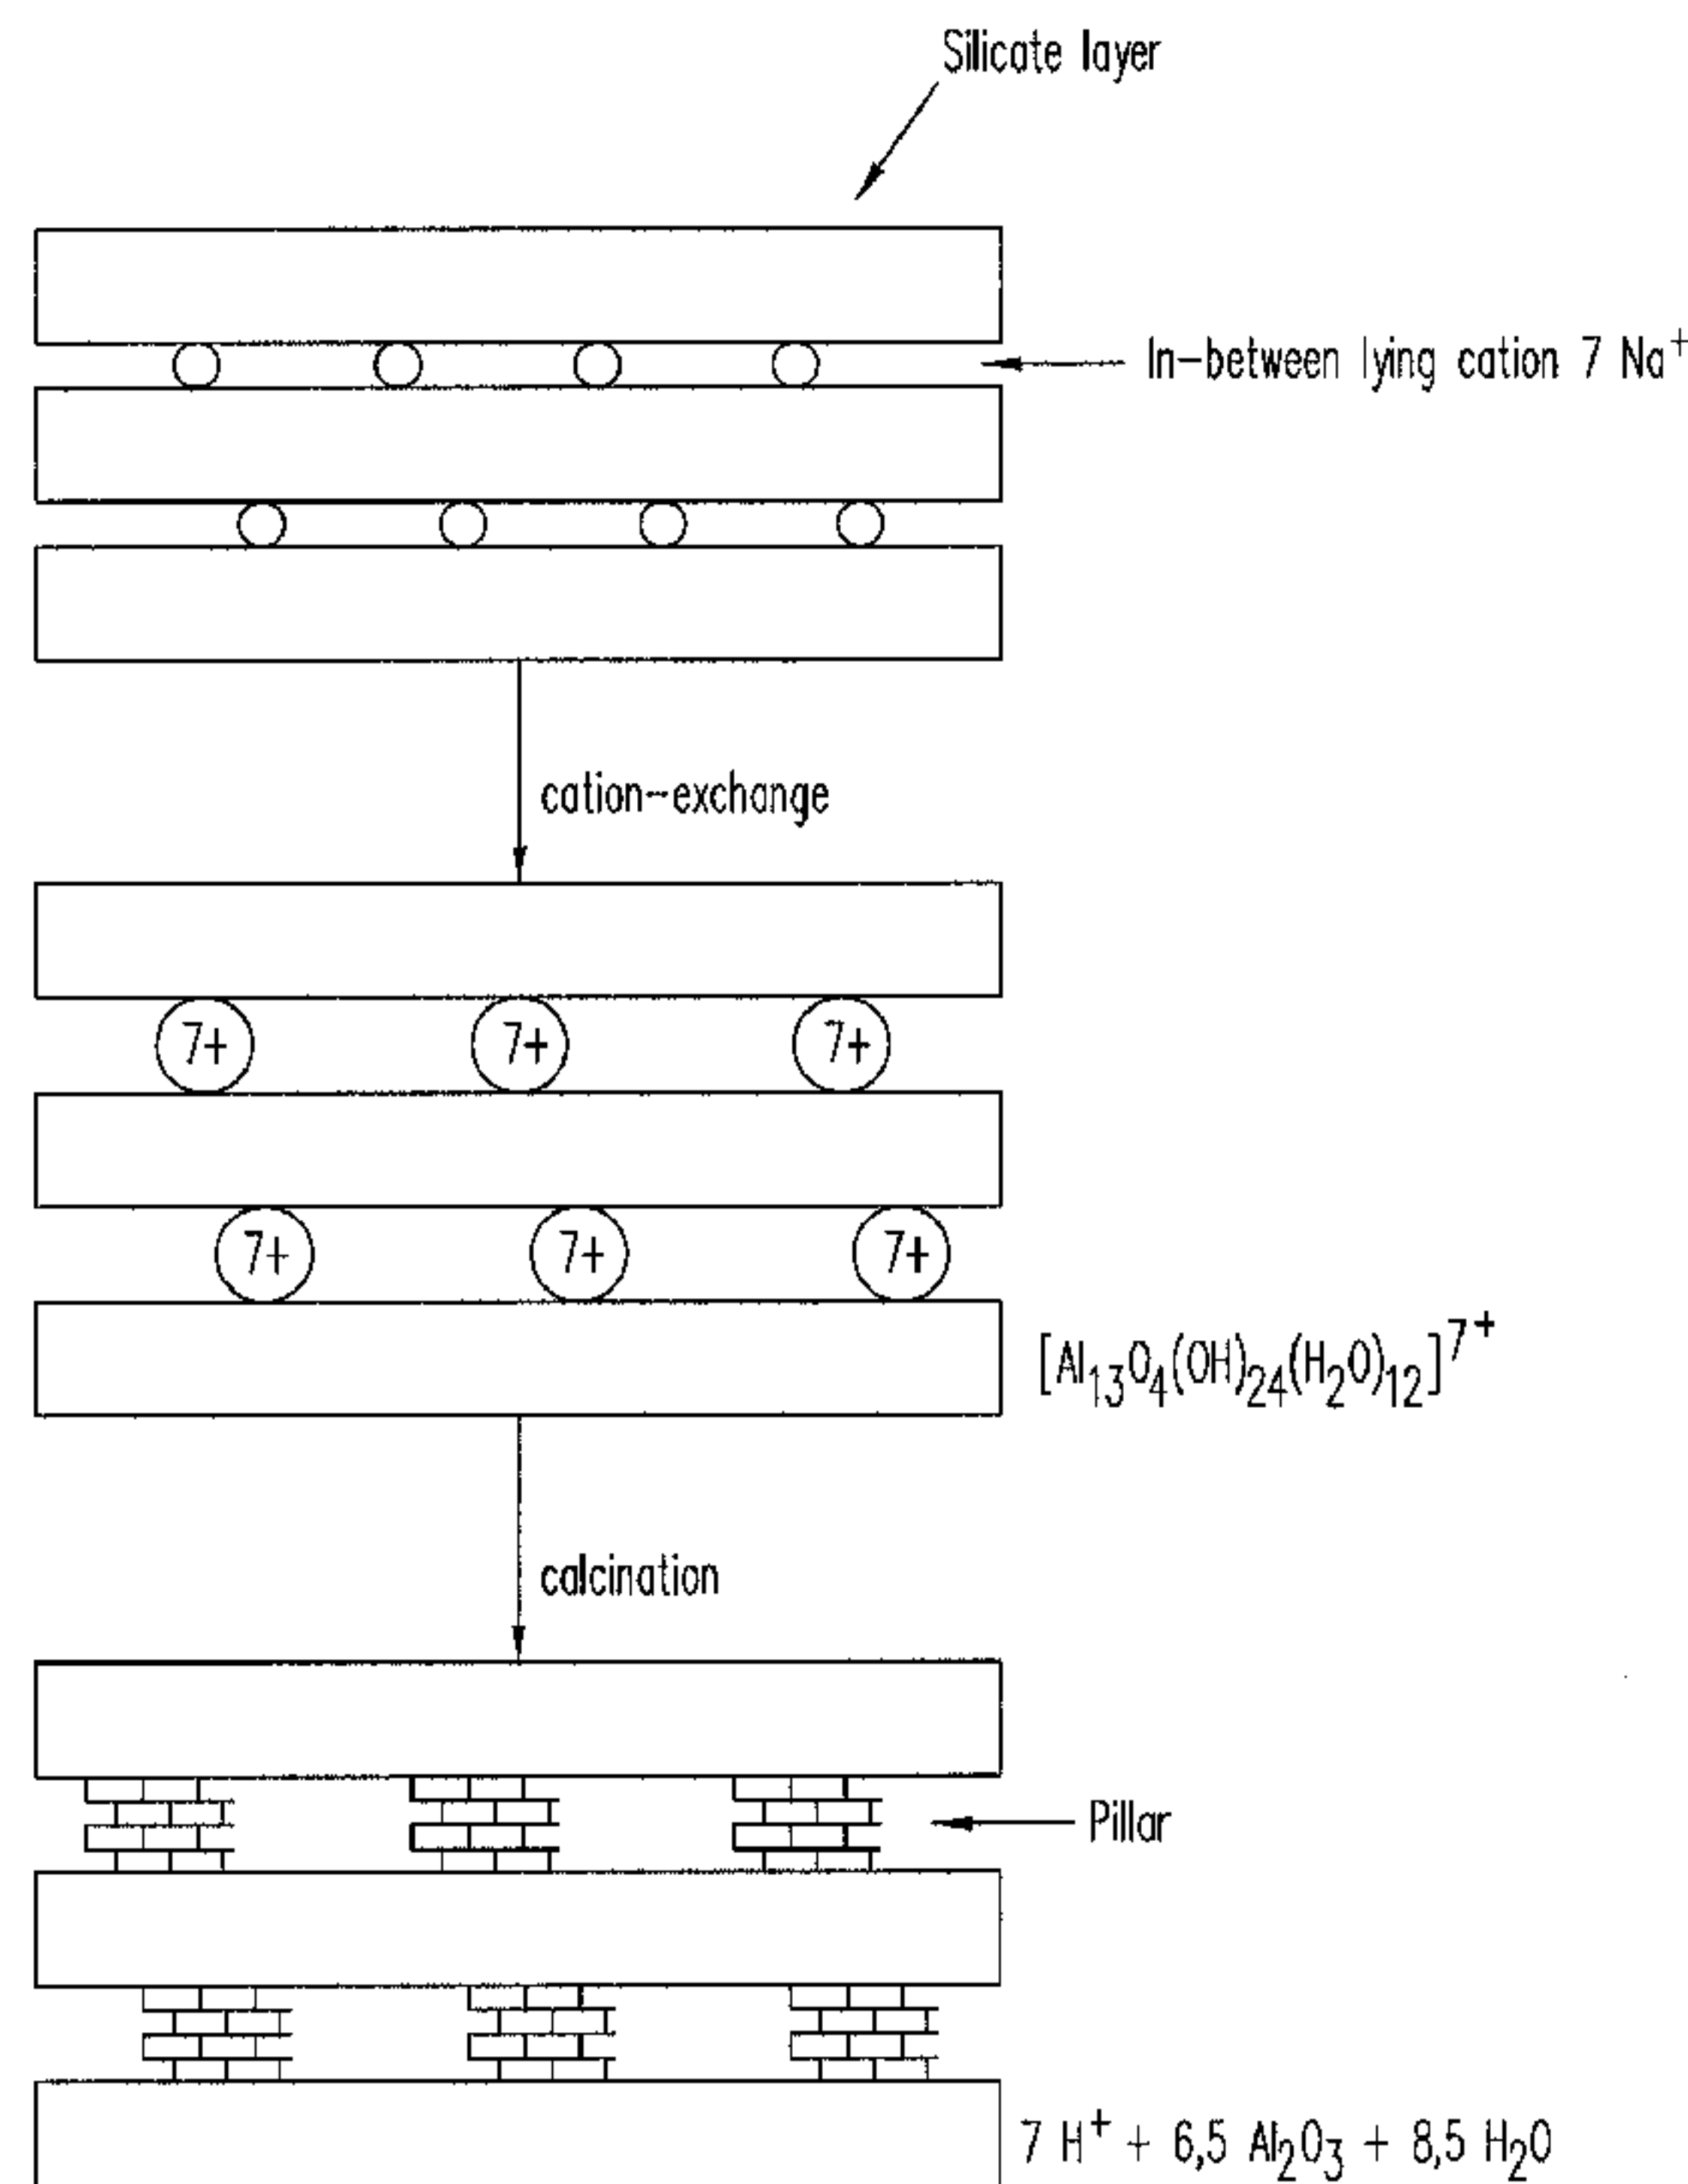 Silicate layer
In-between lying cation 7 Na⁺
cation-exchange
7+ 7+ 7+
7+ 7+ 7+
[Al₁₃O₄(OH)₂₄(H₂O)₁₂]⁷⁺
calcination
Pillar
7 H⁺ + 6,5 Al₂O₃ + 8,5 H₂O